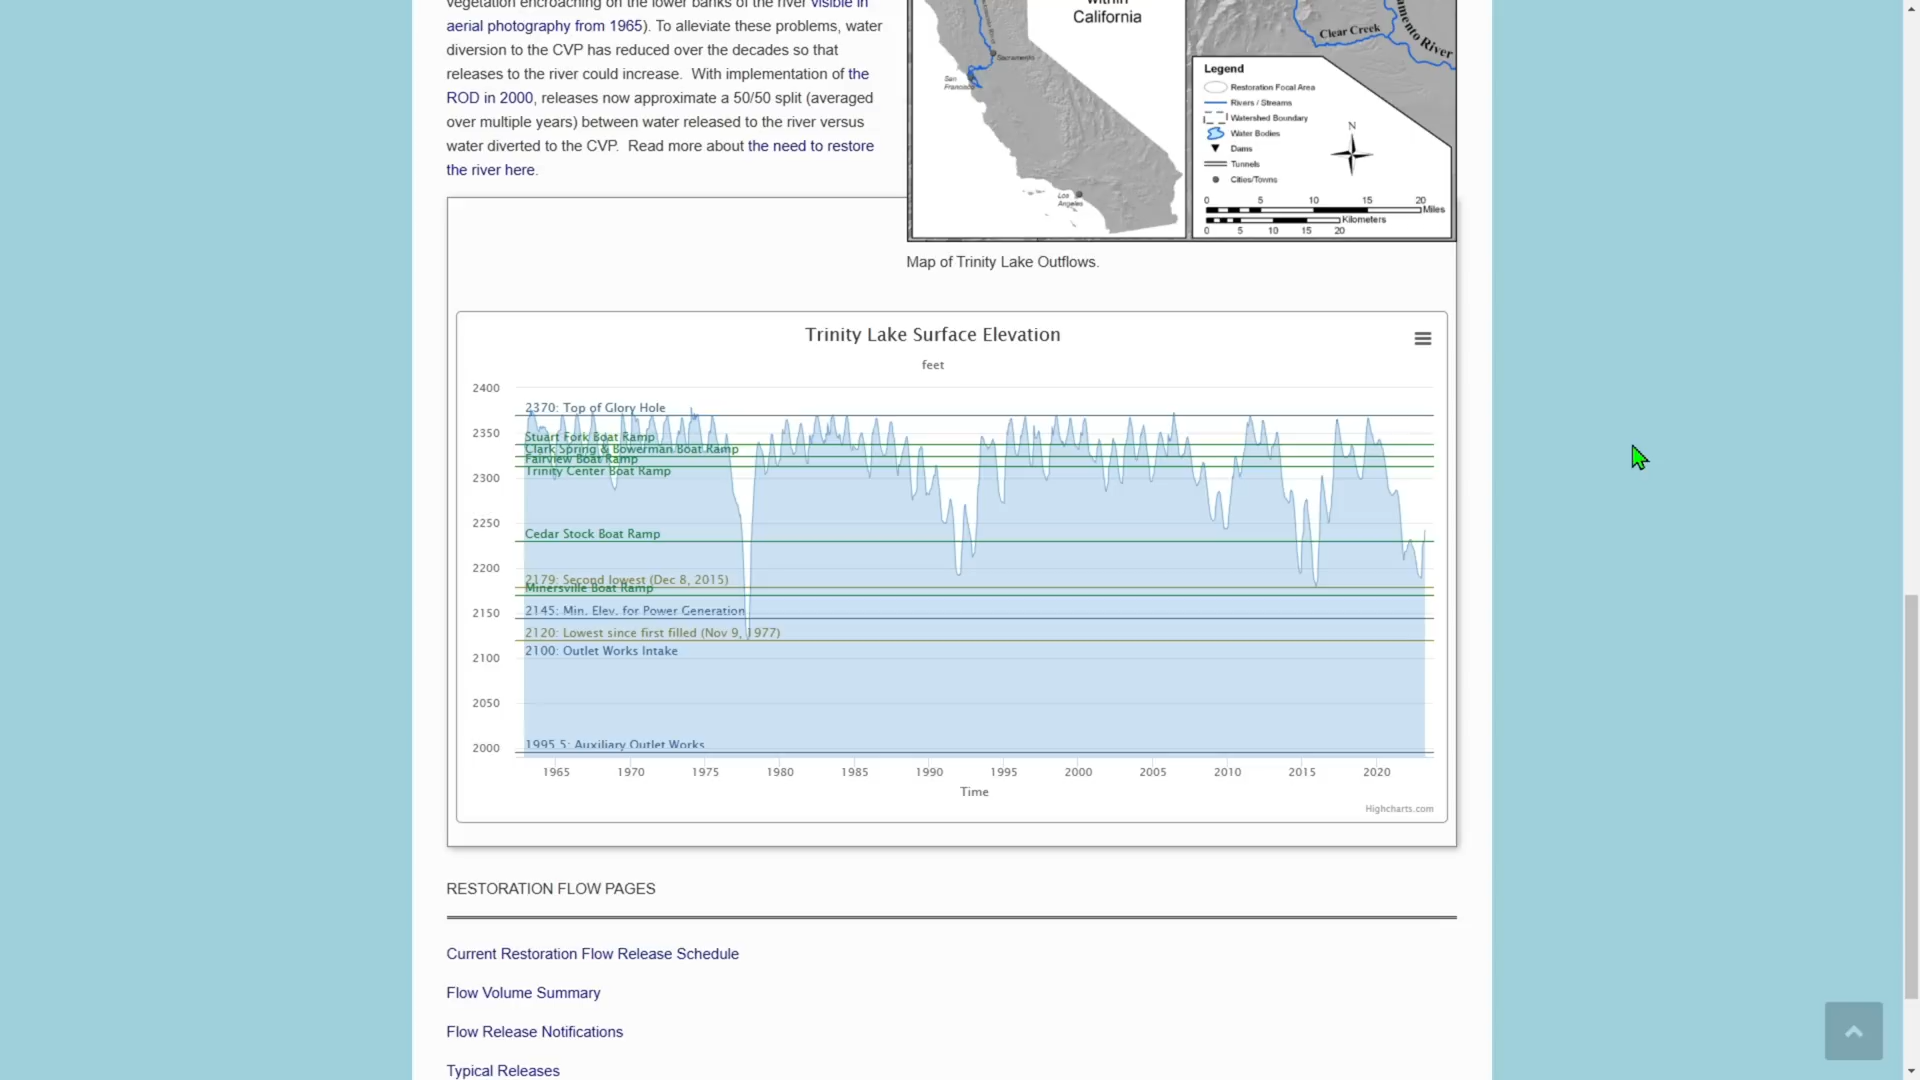 vegetation encroaching on the lower banks of the river visible in
aerial photography from 1965). To alleviate these problems, water
diversion to the CVP has reduced over the decades so that
releases to the river could increase. With implementation of the
ROD in 2000, releases now approximate a 50/50 split (averaged
over multiple years) between water released to the river versus
water diverted to the CVP. Read more about the need to restore
the river here.
within
California
Sacramento
San
Francisco
Los
Angeles
Clear Creek
River
Legend
Restoration Focal Area
Rivers / Streams
Watershed Boundary
Water Bodies
Dams
Tunnels
Cities/Towns
N
0 5 10 15 20
Miles
Kilometers
0 5 10 15 20
Map of Trinity Lake Outflows.
Trinity Lake Surface Elevation
feet
2400
2370: Top of Glory Hole
2350
Stuart Fork Boat Ramp
Clark Spring & Bowerman Boat Ramp
Fairview Boat Ramp
Trinity Center Boat Ramp
2300
2250
Cedar Stock Boat Ramp
2200
2179: Second lowest (Dec 8, 2015)
Minersville Boat Ramp
2150
2145: Min. Elev. for Power Generation
2120: Lowest since first filled (Nov 9, 1977)
2100: Outlet Works Intake
2100
2050
2000
1995.5: Auxiliary Outlet Works
1965 1970 1975 1980 1985 1990 1995 2000 2005 2010 2015 2020
Time
Highcharts.com
RESTORATION FLOW PAGES
Current Restoration Flow Release Schedule
Flow Volume Summary
Flow Release Notifications
Typical Releases